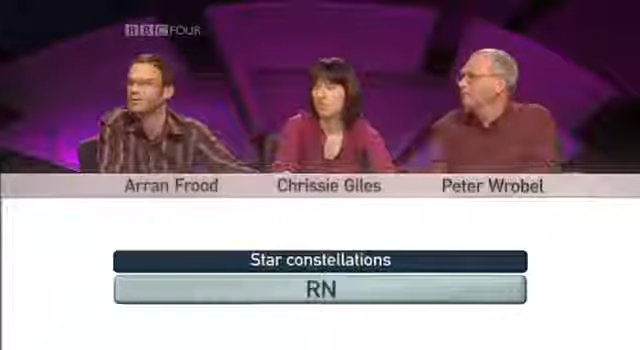 BBC FOUR
Arran Frood Chrissie Giles Peter Wrobel
Star constellations
RN